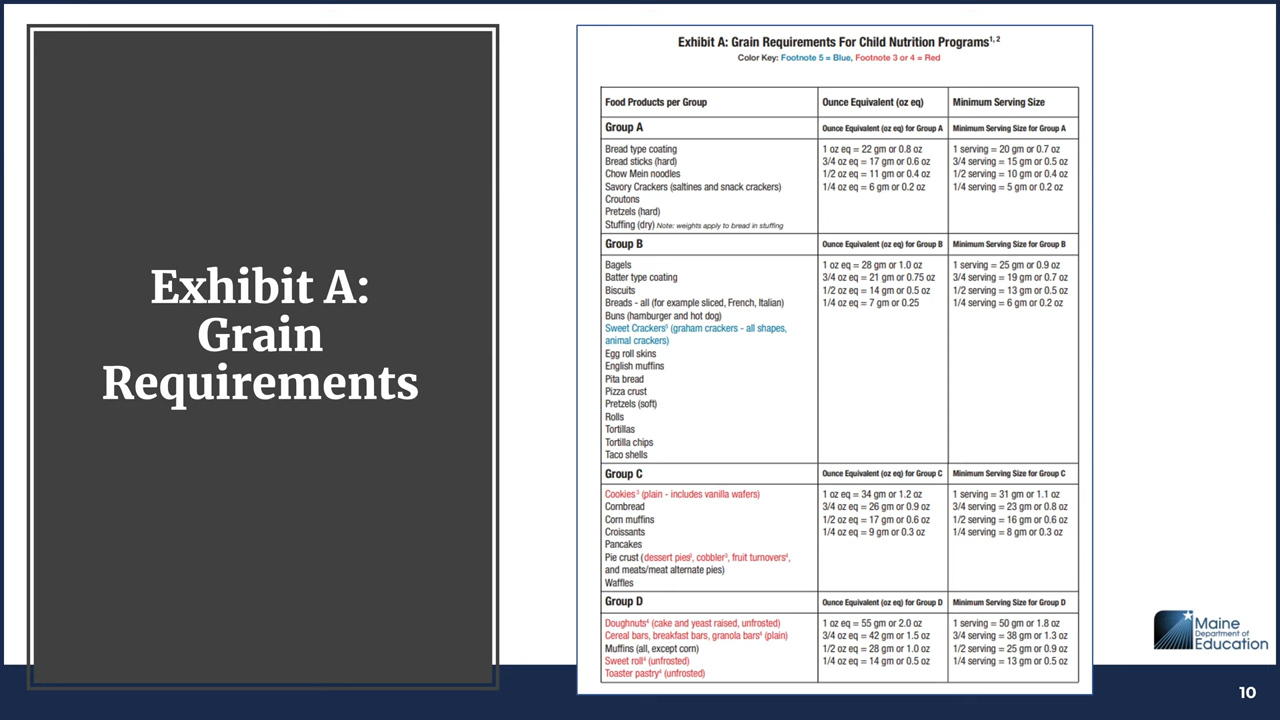 Exhibit A:
Grain
Requirements
Exhibit A: Grain Requirements For Child Nutrition Programs1, 2
Color Key: Footnote 5 = Blue, Footnote 3 or 4 = Red
Food Products per Group
Ounce Equivalent (oz eq)
Minimum Serving Size
Group A
Ounce Equivalent (oz eq) for Group A
Minimum Serving Size for Group A
Bread type coating
Bread sticks (hard)
Chow Mein noodles
Savory Crackers (saltines and snack crackers)
Croutons
Pretzels (hard)
Stuffing (dry) Note: weights apply to bread in stuffing
1 oz eq = 22 gm or 0.8 oz
3/4 oz eq = 17 gm or 0.6 oz
1/2 oz eq = 11 gm or 0.4 oz
1/4 oz eq = 6 gm or 0.2 oz
1 serving = 20 gm or 0.7 oz
3/4 serving = 15 gm or 0.5 oz
1/2 serving = 10 gm or 0.4 oz
1/4 serving = 5 gm or 0.2 oz
Group B
Ounce Equivalent (oz eq) for Group B
Minimum Serving Size for Group B
Bagels
Batter type coating
Biscuits
Breads - all (for example sliced, French, Italian)
Buns (hamburger and hot dog)
Sweet Crackers5 (graham crackers - all shapes,
animal crackers)
Egg roll skins
English muffins
Pita bread
Pizza crust
Pretzels (soft)
Rolls
Tortillas
Tortilla chips
Taco shells
1 oz eq = 28 gm or 1.0 oz
3/4 oz eq = 21 gm or 0.75 oz
1/2 oz eq = 14 gm or 0.5 oz
1/4 oz eq = 7 gm or 0.25
1 serving = 25 gm or 0.9 oz
3/4 serving = 19 gm or 0.7 oz
1/2 serving = 13 gm or 0.5 oz
1/4 serving = 6 gm or 0.2 oz
Group C
Ounce Equivalent (oz eq) for Group C
Minimum Serving Size for Group C
Cookies3 (plain - includes vanilla wafers)
Cornbread
Corn muffins
Croissants
Pancakes
Pie crust (dessert pies3, cobbler3, fruit turnovers4,
and meats/meat alternate pies)
Waffles
1 oz eq = 34 gm or 1.2 oz
3/4 oz eq = 26 gm or 0.9 oz
1/2 oz eq = 17 gm or 0.6 oz
1/4 oz eq = 9 gm or 0.3 oz
1 serving = 31 gm or 1.1 oz
3/4 serving = 23 gm or 0.8 oz
1/2 serving = 16 gm or 0.6 oz
1/4 serving = 8 gm or 0.3 oz
Group D
Ounce Equivalent (oz eq) for Group D
Minimum Serving Size for Group D
Doughnuts4 (cake and yeast raised, unfrosted)
Cereal bars, breakfast bars, granola bars4 (plain)
Muffins (all, except corn)
Sweet roll4 (unfrosted)
Toaster pastry4 (unfrosted)
1 oz eq = 55 gm or 2.0 oz
3/4 oz eq = 42 gm or 1.5 oz
1/2 oz eq = 28 gm or 1.0 oz
1/4 oz eq = 14 gm or 0.5 oz
1 serving = 50 gm or 1.8 oz
3/4 serving = 38 gm or 1.3 oz
1/2 serving = 25 gm or 0.9 oz
1/4 serving = 13 gm or 0.5 oz
Maine
Department of
Education
10